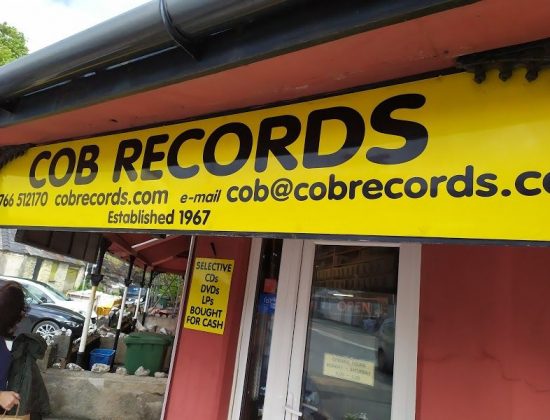 COB RECORDS
766 512170 cobrecords.com e-mail cob@cobrecords.co
Established 1967
SELECTIVE
CDs
DVDs
LPs
BOUGHT
FOR CASH
OPEN